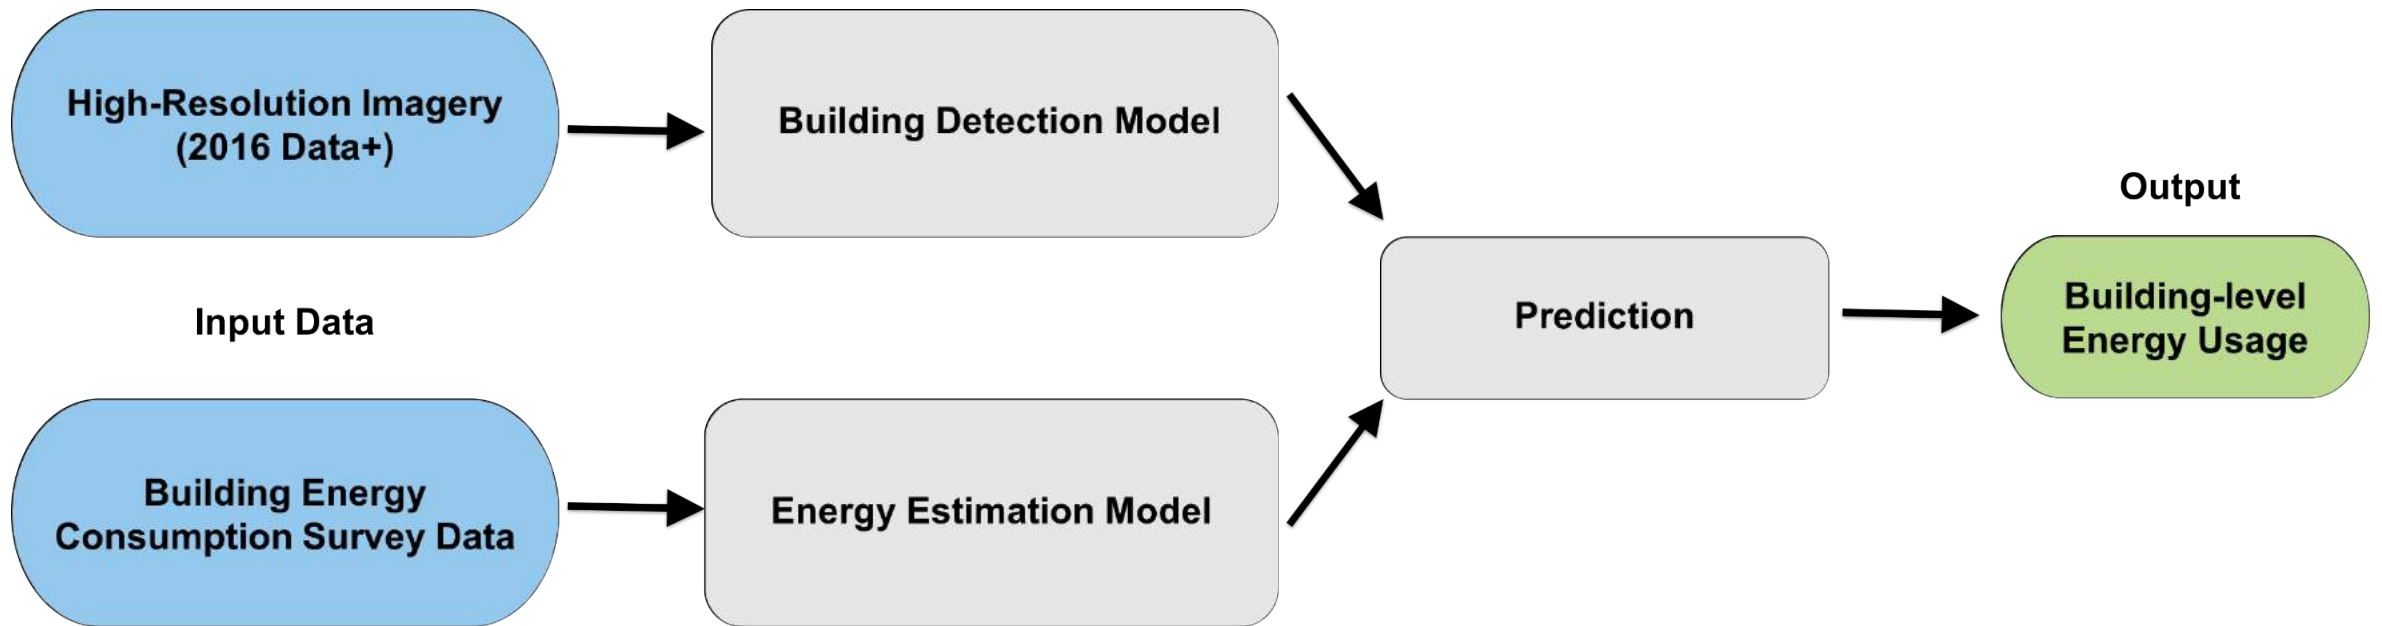 High-Resolution Imagery
(2016 Data+)
Building Detection Model
Input Data
Building Energy
Consumption Survey Data
Energy Estimation Model
Prediction
Output
Building-level
Energy Usage